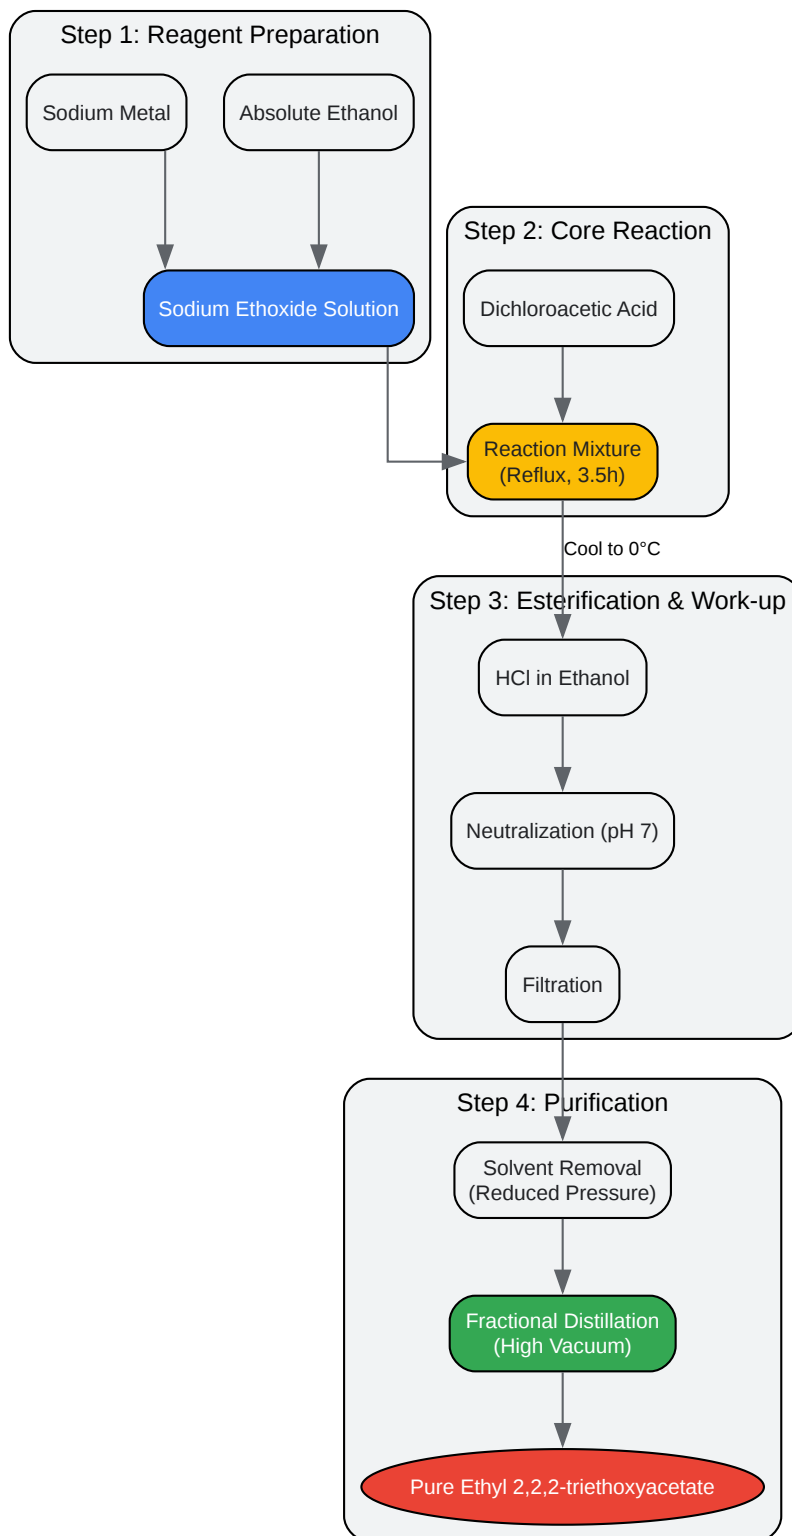 Step 1: Reagent Preparation
Sodium Metal
Absolute Ethanol
Sodium Ethoxide Solution
Step 2: Core Reaction
Dichloroacetic Acid
Reaction Mixture
(Reflux, 3.5h)
Cool to 0°C
Step 3: Esterification & Work-up
HCl in Ethanol
Neutralization (pH 7)
Filtration
Step 4: Purification
Solvent Removal
(Reduced Pressure)
Fractional Distillation
(High Vacuum)
Pure Ethyl 2,2,2-triethoxyacetate